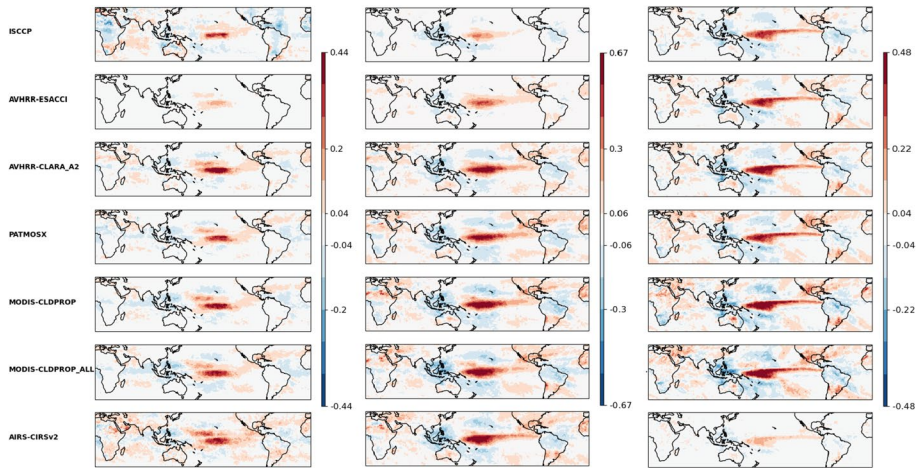 ISCCP
AVHRR-ESACCI
AVHRR-CLARA_A2
PATMOSX
MODIS-CLDPROP
MODIS-CLDPROP_ALL
AIRS-CIRSv2
0.44
0.2
0.04
-0.04
-0.2
-0.44
0.67
0.3
0.06
-0.06
-0.3
-0.67
0.48
0.22
0.04
-0.04
-0.22
-0.48